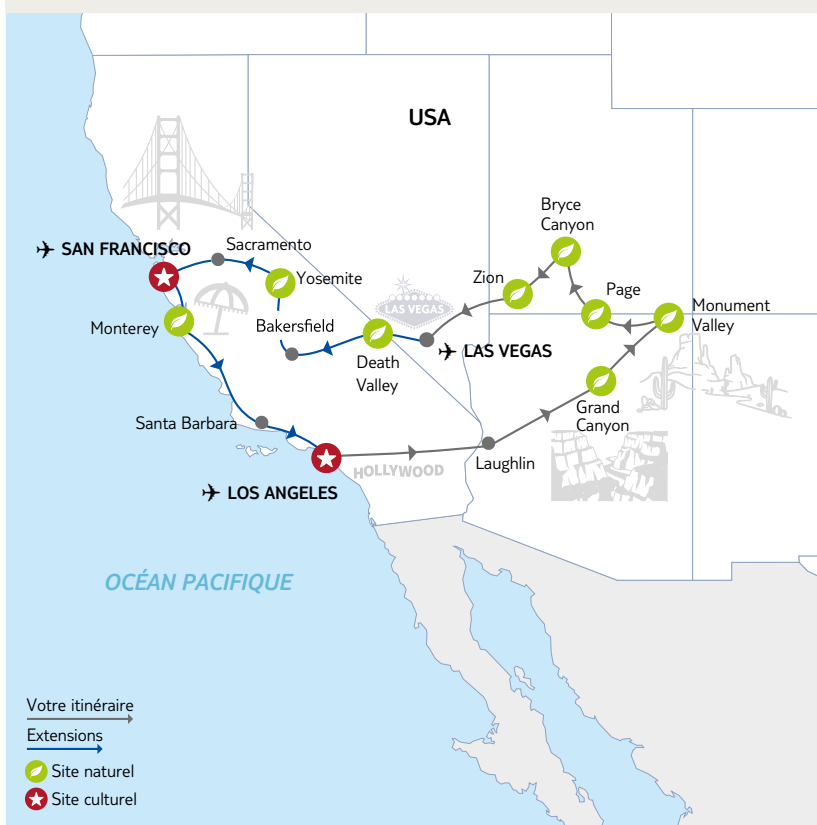 USA
Bryce
Canyon
Sacramento
SAN FRANCISCO
Yosemite
Zion
Page
Monument
Valley
LAS VEGAS
Monterey
Bakersfield
Death
Valley
LAS VEGAS
Grand
Canyon
Santa Barbara
Laughlin
HOLLYWOOD
LOS ANGELES
OCÉAN PACIFIQUE
Votre itinéraire
Extensions
Site naturel
Site culturel